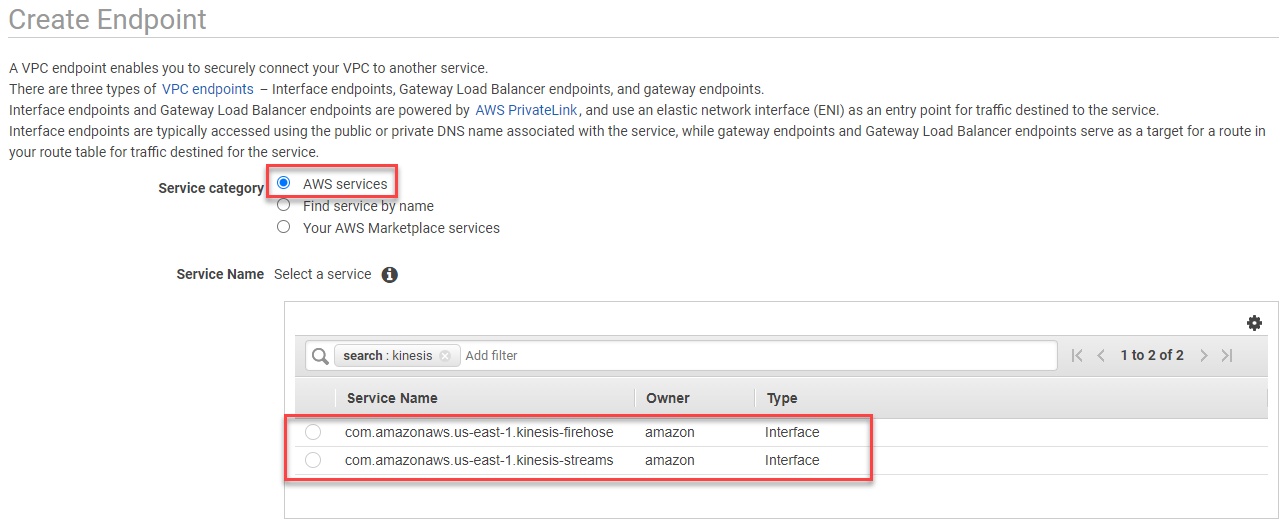 Create Endpoint
A VPC endpoint enables you to securely connect your VPC to another service.
There are three types of VPC endpoints – Interface endpoints, Gateway Load Balancer endpoints, and gateway endpoints.
Interface endpoints and Gateway Load Balancer endpoints are powered by AWS PrivateLink, and use an elastic network interface (ENI) as an entry point for traffic destined to the service.
Interface endpoints are typically accessed using the public or private DNS name associated with the service, while gateway endpoints and Gateway Load Balancer endpoints serve as a target for a route in
your route table for traffic destined for the service.
Service category AWS services
Find service by name
Your AWS Marketplace services
Service Name Select a service
search : kinesis Add filter 1 to 2 of 2
Service Name Owner Type
com.amazonaws.us-east-1.kinesis-firehose amazon Interface
com.amazonaws.us-east-1.kinesis-streams amazon Interface